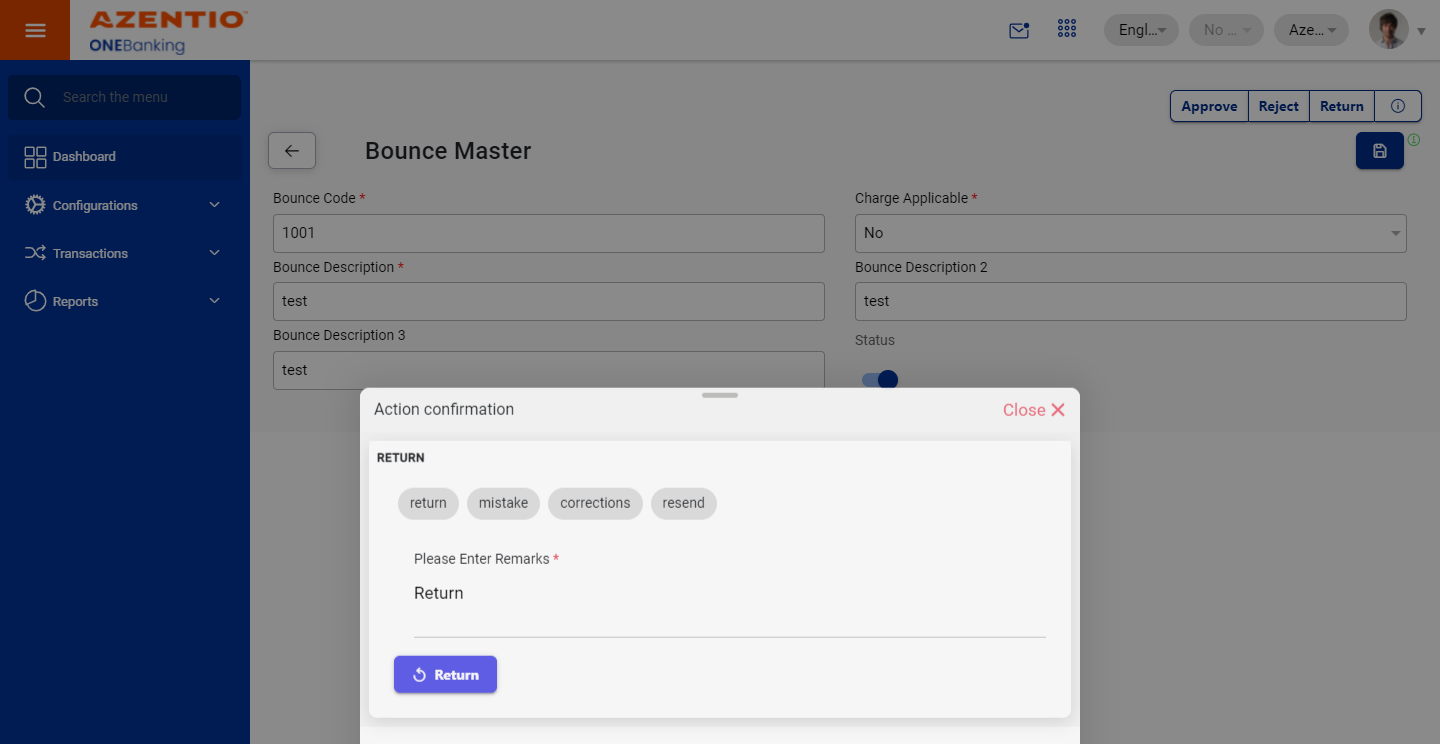 AZENTIO™
ONEBanking
Engl...
No ...
Aze...
Search the menu
Dashboard
Configurations
Transactions
Reports
Approve
Reject
Return
Bounce Master
Bounce Code *
1001
Charge Applicable *
No
Bounce Description *
test
Bounce Description 2
test
Bounce Description 3
test
Status
Action confirmation
Close
RETURN
return
mistake
corrections
resend
Please Enter Remarks *
Return
Return